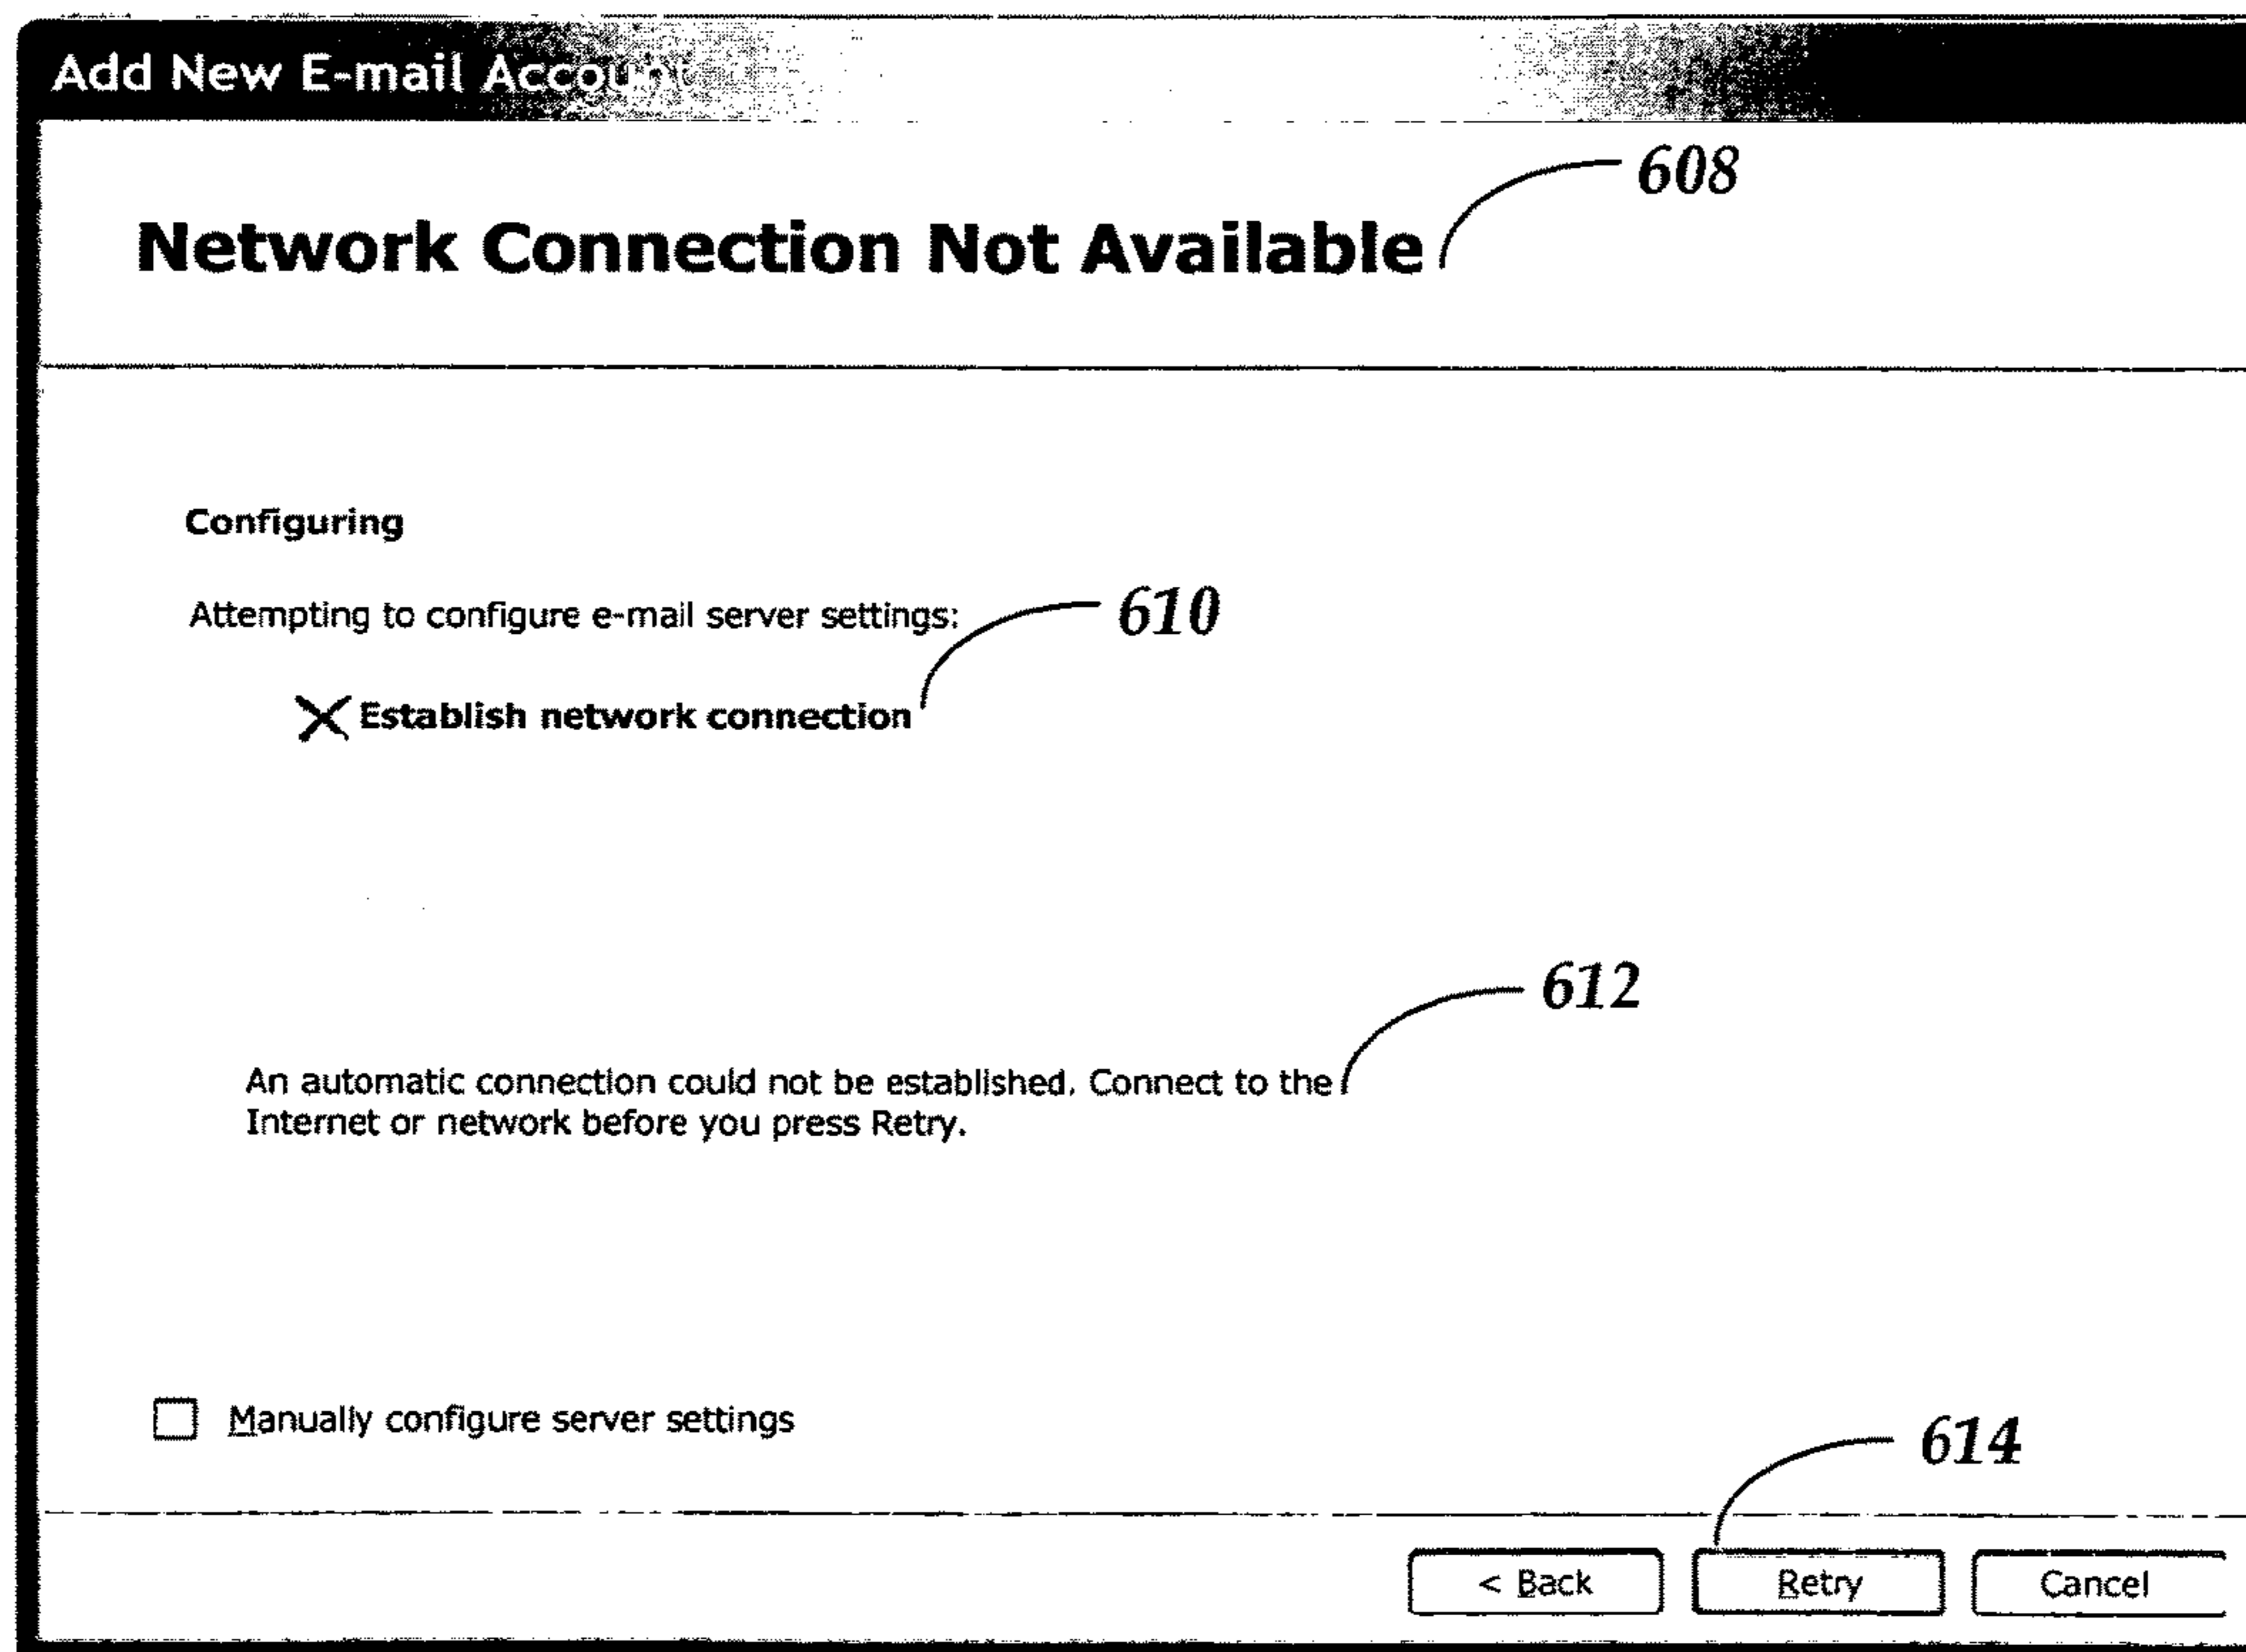 Add New E-mail Account
608
Network Connection Not Available
Configuring
Attempting to configure e-mail server settings:
610
Establish network connection
612
An automatic connection could not be established. Connect to the
Internet or network before you press Retry.
Manually configure server settings
614
< Back Retry Cancel